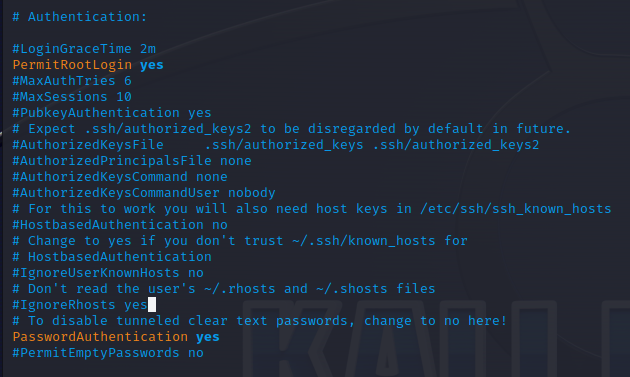 # Authentication:
#LoginGraceTime 2m
PermitRootLogin yes
#MaxAuthTries 6
#MaxSessions 10
#PubkeyAuthentication yes
# Expect .ssh/authorized_keys2 to be disregarded by default in future.
#AuthorizedKeysFile     .ssh/authorized_keys .ssh/authorized_keys2
#AuthorizedPrincipalsFile none
#AuthorizedKeysCommand none
#AuthorizedKeysCommandUser nobody
# For this to work you will also need host keys in /etc/ssh/ssh_known_hosts
#HostbasedAuthentication no
# Change to yes if you don't trust ~/.ssh/known_hosts for
# HostbasedAuthentication
#IgnoreUserKnownHosts no
# Don't read the user's ~/.rhosts and ~/.shosts files
#IgnoreRhosts yes
# To disable tunneled clear text passwords, change to no here!
PasswordAuthentication yes
#PermitEmptyPasswords no
KALI